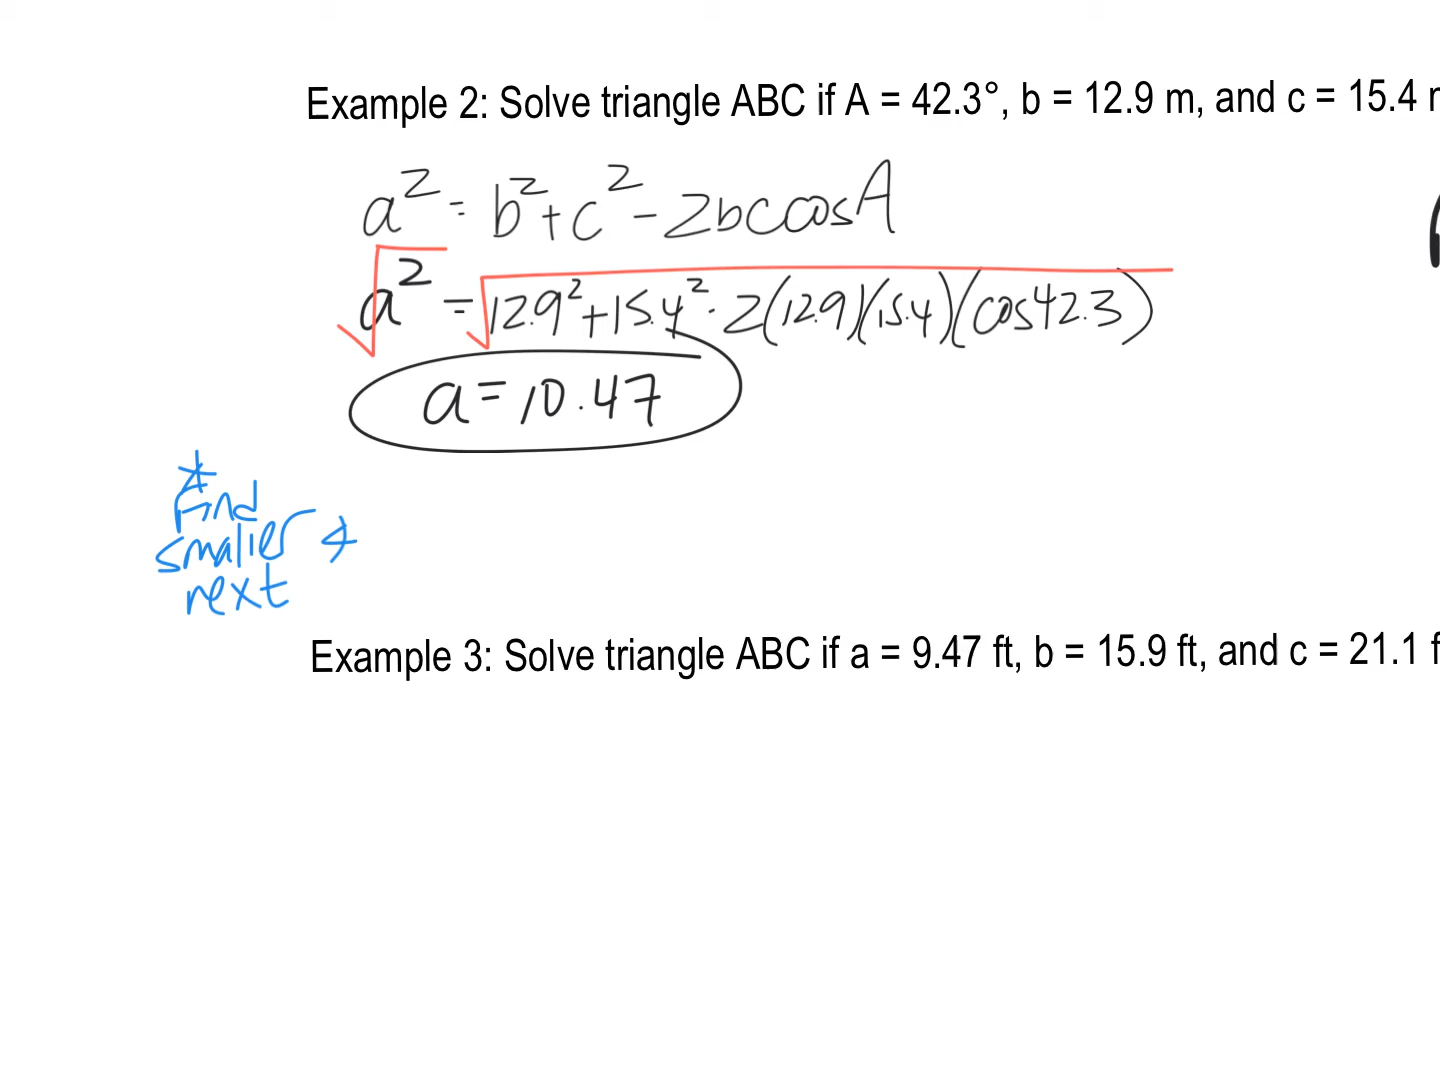 Example 2: Solve triangle ABC if A = 42.3°, b = 12.9 m, and c = 15.4
a² = b² + c² - 2bc cos A
√a² = √12.9² + 15.4² - 2(12.9)(15.4)(cos 42.3)
a = 10.47
*
Find
smaller ∡
next
Example 3: Solve triangle ABC if a = 9.47 ft, b = 15.9 ft, and c = 21.1 f